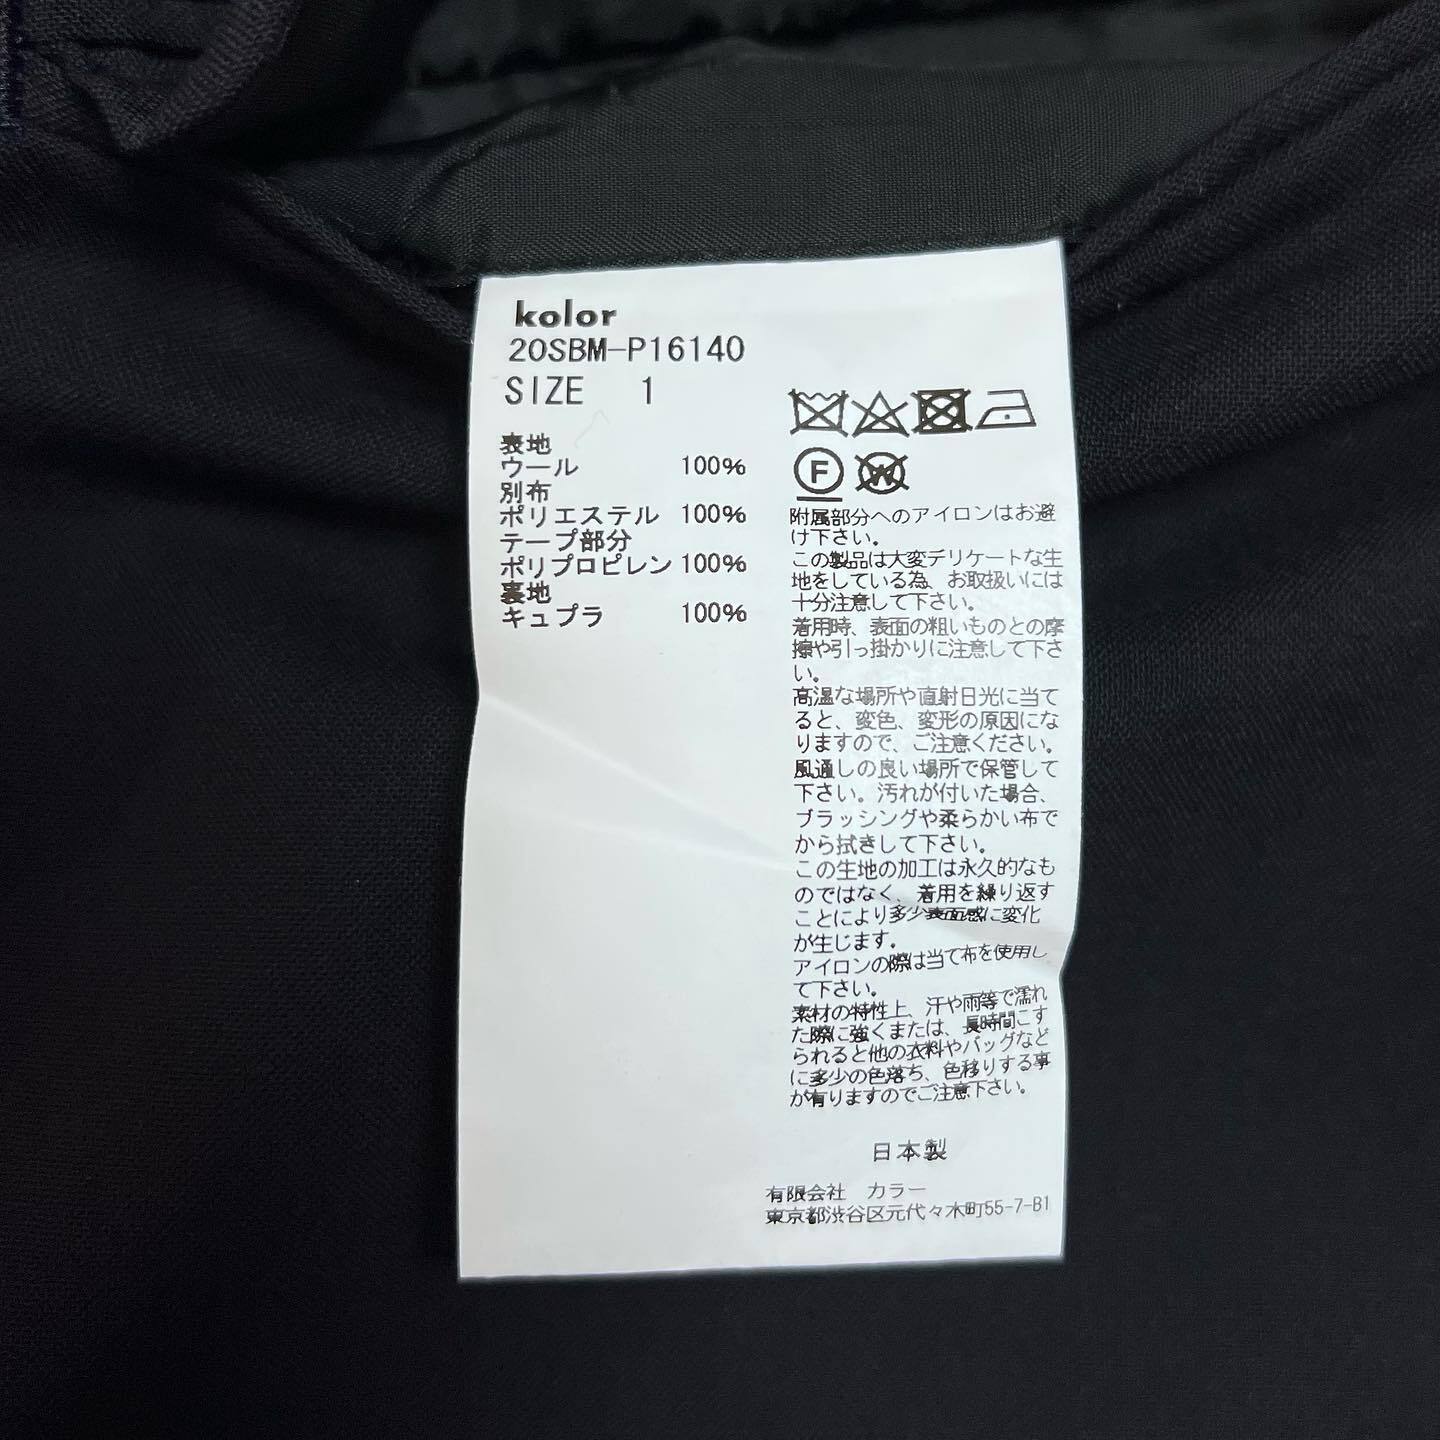 kolor
20SBM-P16140
SIZE 1
表地
ウール 100%
別布
ポリエステル 100%
テープ部分
ポリプロピレン 100%
裏地
キュプラ 100%
F
W
附属部分へのアイロンはお避
け下さい。
この製品は大変デリケートな生
地をしている為、お取扱いには
十分注意して下さい。
着用時、表面の粗いものとの摩
擦や引っ掛かりに注意して下さ
い。
高温な場所や直射日光に当て
ると、変色、変形の原因にな
りますので、ご注意ください。
風通しの良い場所で保管して
下さい。汚れが付いた場合、
ブラッシングや柔らかい布で
から拭きして下さい。
この生地の加工は永久的なも
のではなく、着用を繰り返す
ことにより多少表面感に変化
が生じます。
アイロンの際は当て布を使用し
て下さい。
素材の特性上、汗や雨等で濡れ
た際に強くまたは、長時間こす
られると他の衣料やバッグなど
に多少の色落ち、色移りする事
が有りますのでご注意下さい。
日本製
有限会社 カラー
東京都渋谷区元代々木町55-7-B1